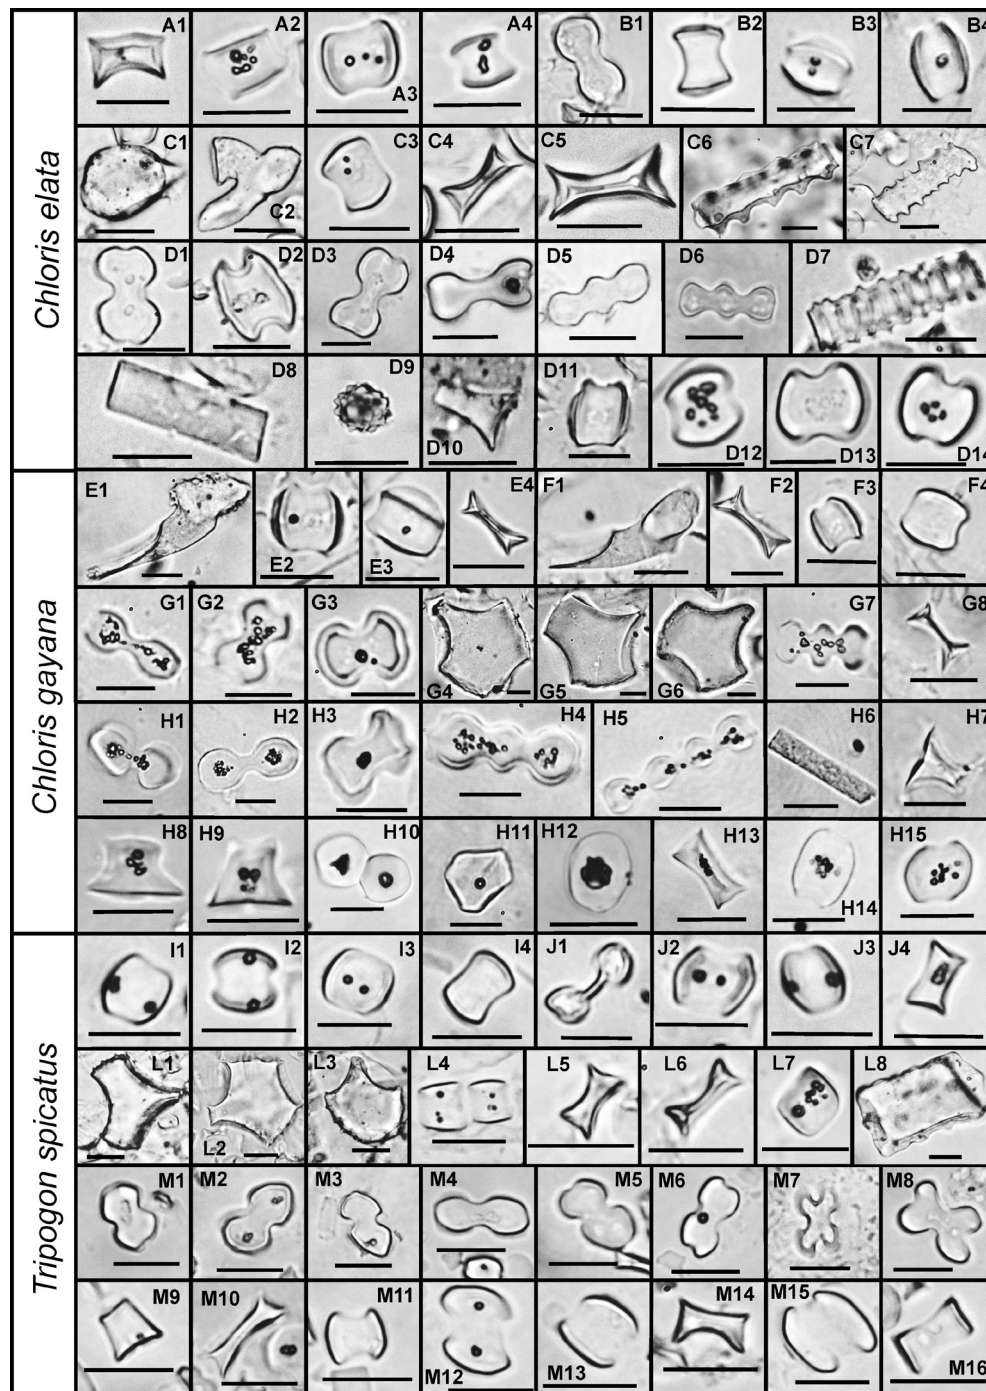 Chloris elata
A1 A2 A3 A4 B1 B2 B3 B4
C1 C2 C3 C4 C5 C6 C7
D1 D2 D3 D4 D5 D6 D7
D8 D9 D10 D11 D12 D13 D14
Chloris gayana
E1 E2 E3 E4 F1 F2 F3 F4
G1 G2 G3 G4 G5 G6 G7 G8
H1 H2 H3 H4 H5 H6 H7
H8 H9 H10 H11 H12 H13 H14 H15
Tripogon spicatus
I1 I2 I3 I4 J1 J2 J3 J4
L1 L2 L3 L4 L5 L6 L7 L8
M1 M2 M3 M4 M5 M6 M7 M8
M9 M10 M11 M12 M13 M14 M15 M16